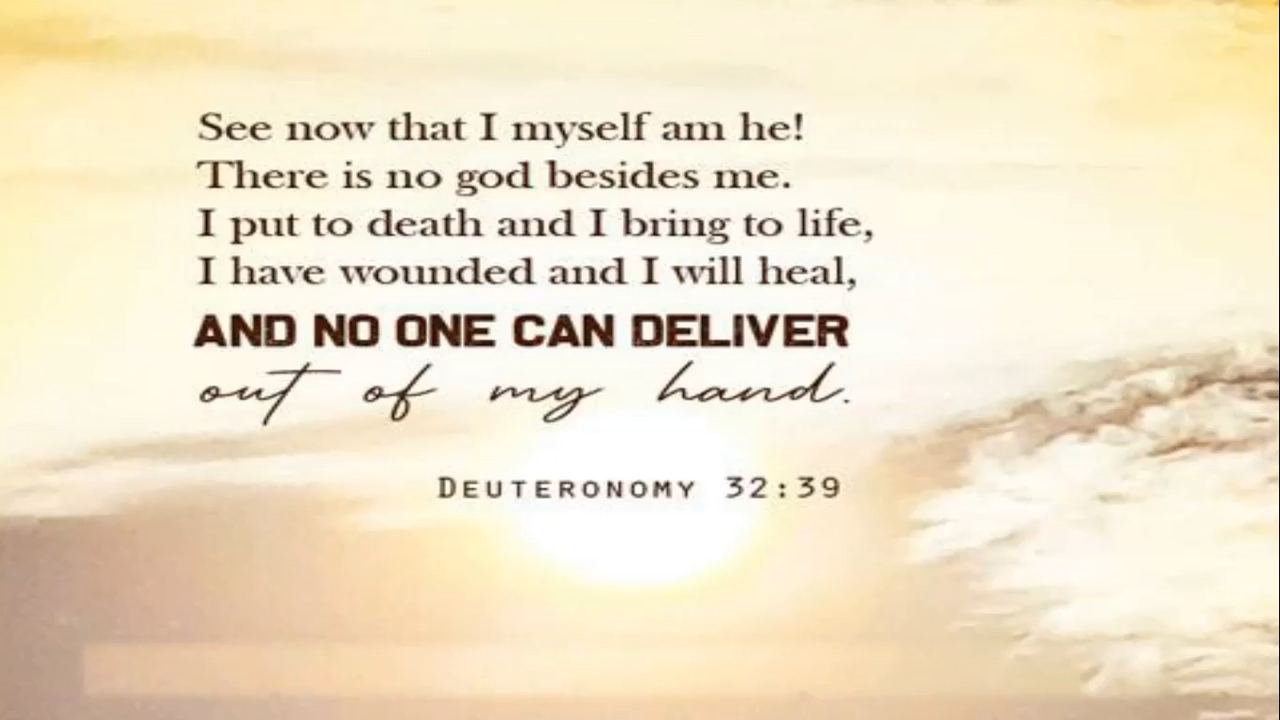 See now that I myself am he!
There is no god besides me.
I put to death and I bring to life,
I have wounded and I will heal,
AND NO ONE CAN DELIVER
out of my hand.
DEUTERONOMY 32:39